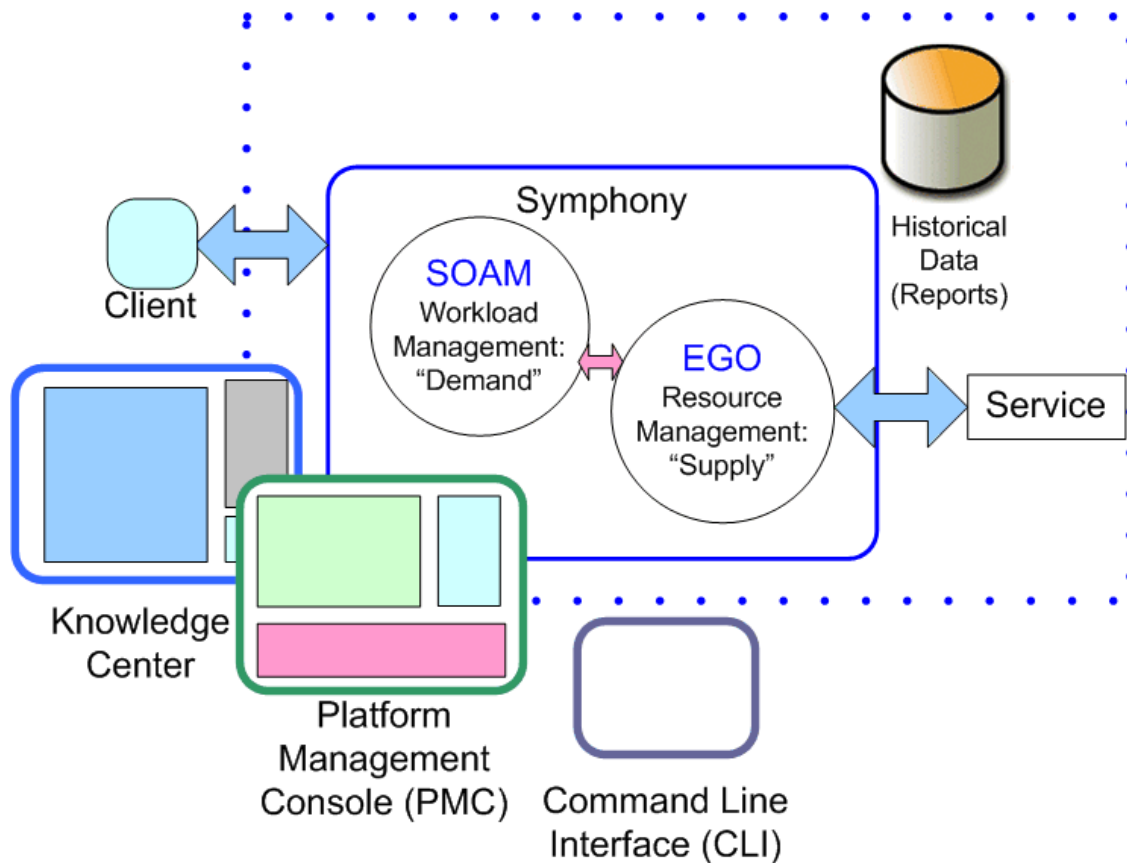 Symphony
Historical
Data
(Reports)
Client
SOAM
Workload
Management:
“Demand”
EGO
Resource
Management:
“Supply”
Service
Knowledge
Center
Platform
Management
Console (PMC)
Command Line
Interface (CLI)